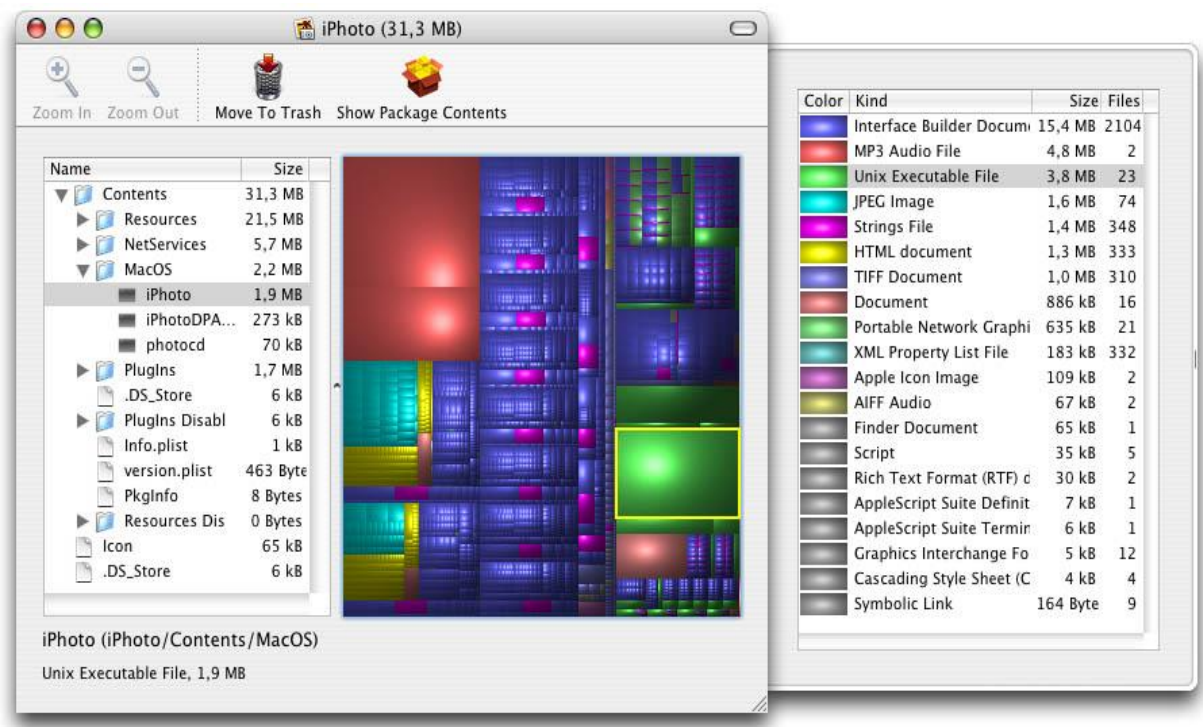 iPhoto (31,3 MB)
Zoom In Zoom Out Move To Trash Show Package Contents
Name Size
Contents 31,3 MB
Resources 21,5 MB
NetServices 5,7 MB
MacOS 2,2 MB
iPhoto 1,9 MB
iPhotoDPA... 273 kB
photocd 70 kB
PlugIns 1,7 MB
.DS_Store 6 kB
PlugIns Disabl 6 kB
Info.plist 1 kB
version.plist 463 Byte
PkgInfo 8 Bytes
Resources Dis 0 Bytes
Icon 65 kB
.DS_Store 6 kB
iPhoto (iPhoto/Contents/MacOS)
Unix Executable File, 1,9 MB
Color Kind Size Files
Interface Builder Docum 15,4 MB 2104
MP3 Audio File 4,8 MB 2
Unix Executable File 3,8 MB 23
JPEG Image 1,6 MB 74
Strings File 1,4 MB 348
HTML document 1,3 MB 333
TIFF Document 1,0 MB 310
Document 886 kB 16
Portable Network Graphi 635 kB 21
XML Property List File 183 kB 332
Apple Icon Image 109 kB 2
AIFF Audio 67 kB 2
Finder Document 65 kB 1
Script 35 kB 5
Rich Text Format (RTF) d 30 kB 2
AppleScript Suite Definit 7 kB 1
AppleScript Suite Termin 6 kB 1
Graphics Interchange Fo 5 kB 12
Cascading Style Sheet (C 4 kB 4
Symbolic Link 164 Byte 9